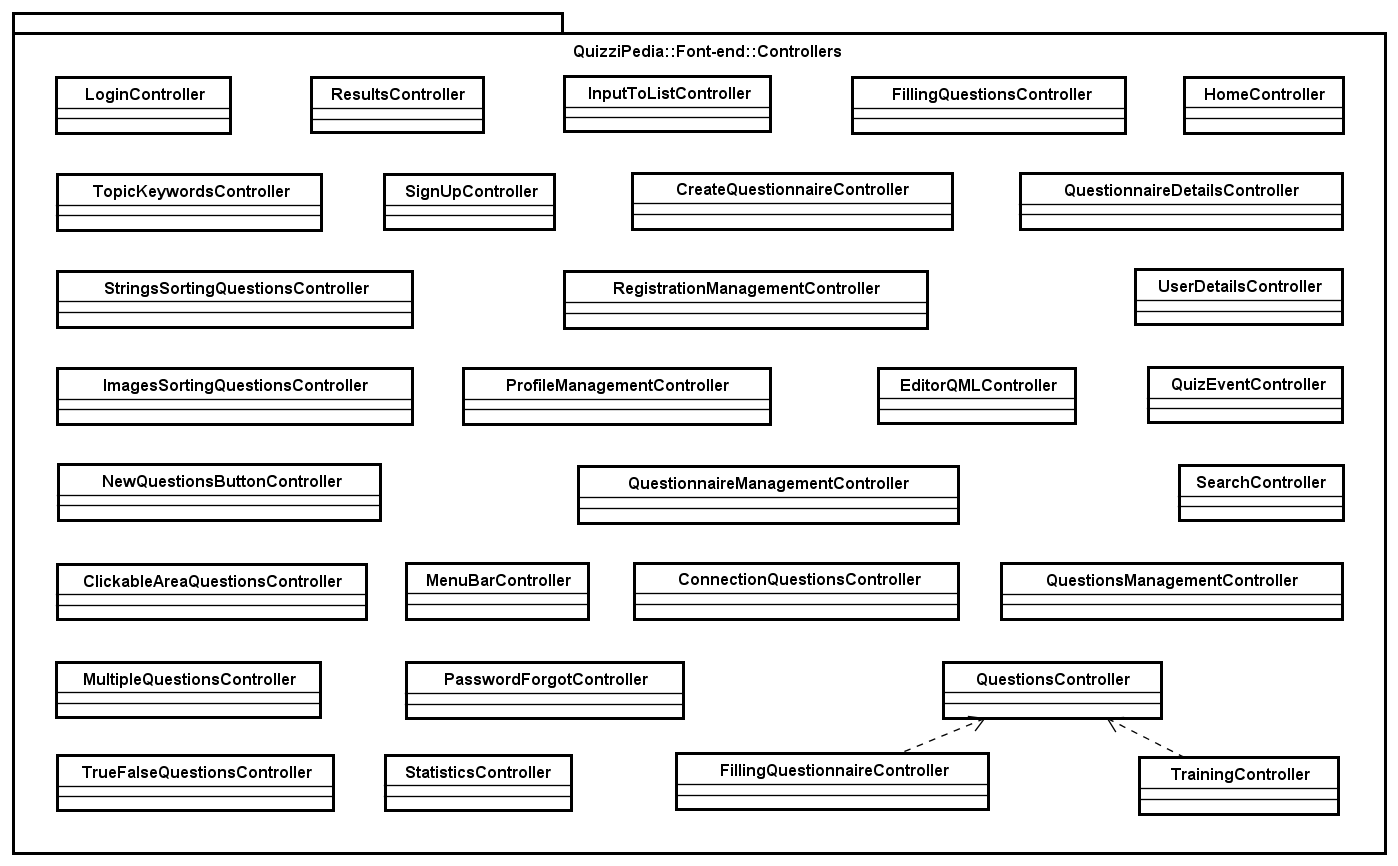 QuizziPedia::Font-end::Controllers
LoginController
ResultsController
InputToListController
FillingQuestionsController
HomeController
TopicKeywordsController
SignUpController
CreateQuestionnaireController
QuestionnaireDetailsController
StringsSortingQuestionsController
RegistrationManagementController
UserDetailsController
ImagesSortingQuestionsController
ProfileManagementController
EditorQMLController
QuizEventController
NewQuestionsButtonController
QuestionnaireManagementController
SearchController
ClickableAreaQuestionsController
MenuBarController
ConnectionQuestionsController
QuestionsManagementController
MultipleQuestionsController
PasswordForgotController
QuestionsController
TrueFalseQuestionsController
StatisticsController
FillingQuestionnaireController
TrainingController